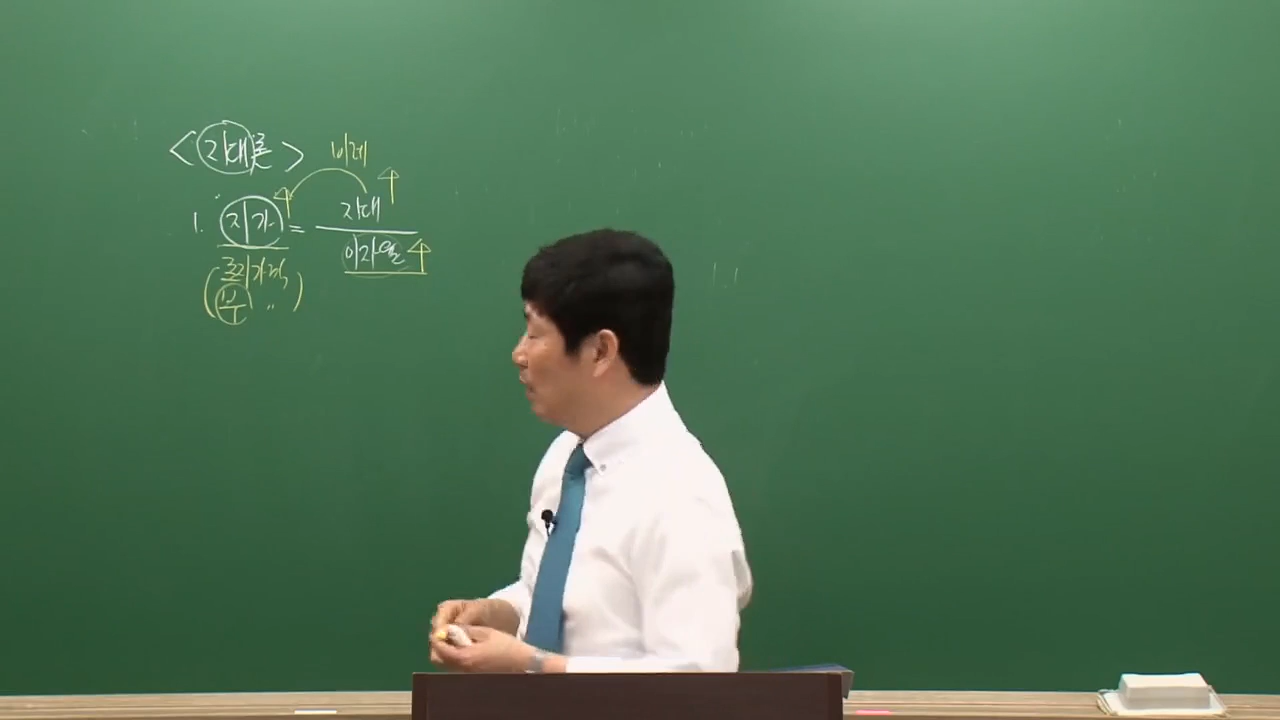 <지대론>
비례
1. 지가 = 지대 / 이자율
(토지가격
부 〃)